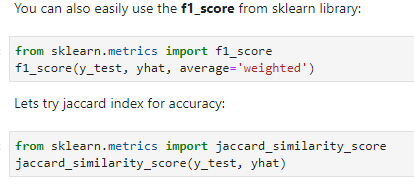 You can also easily use the f1_score from sklearn library:
from sklearn.metrics import f1_score
f1_score(y_test, yhat, average='weighted')
Lets try jaccard index for accuracy:
from sklearn.metrics import jaccard_similarity_score
jaccard_similarity_score(y_test, yhat)